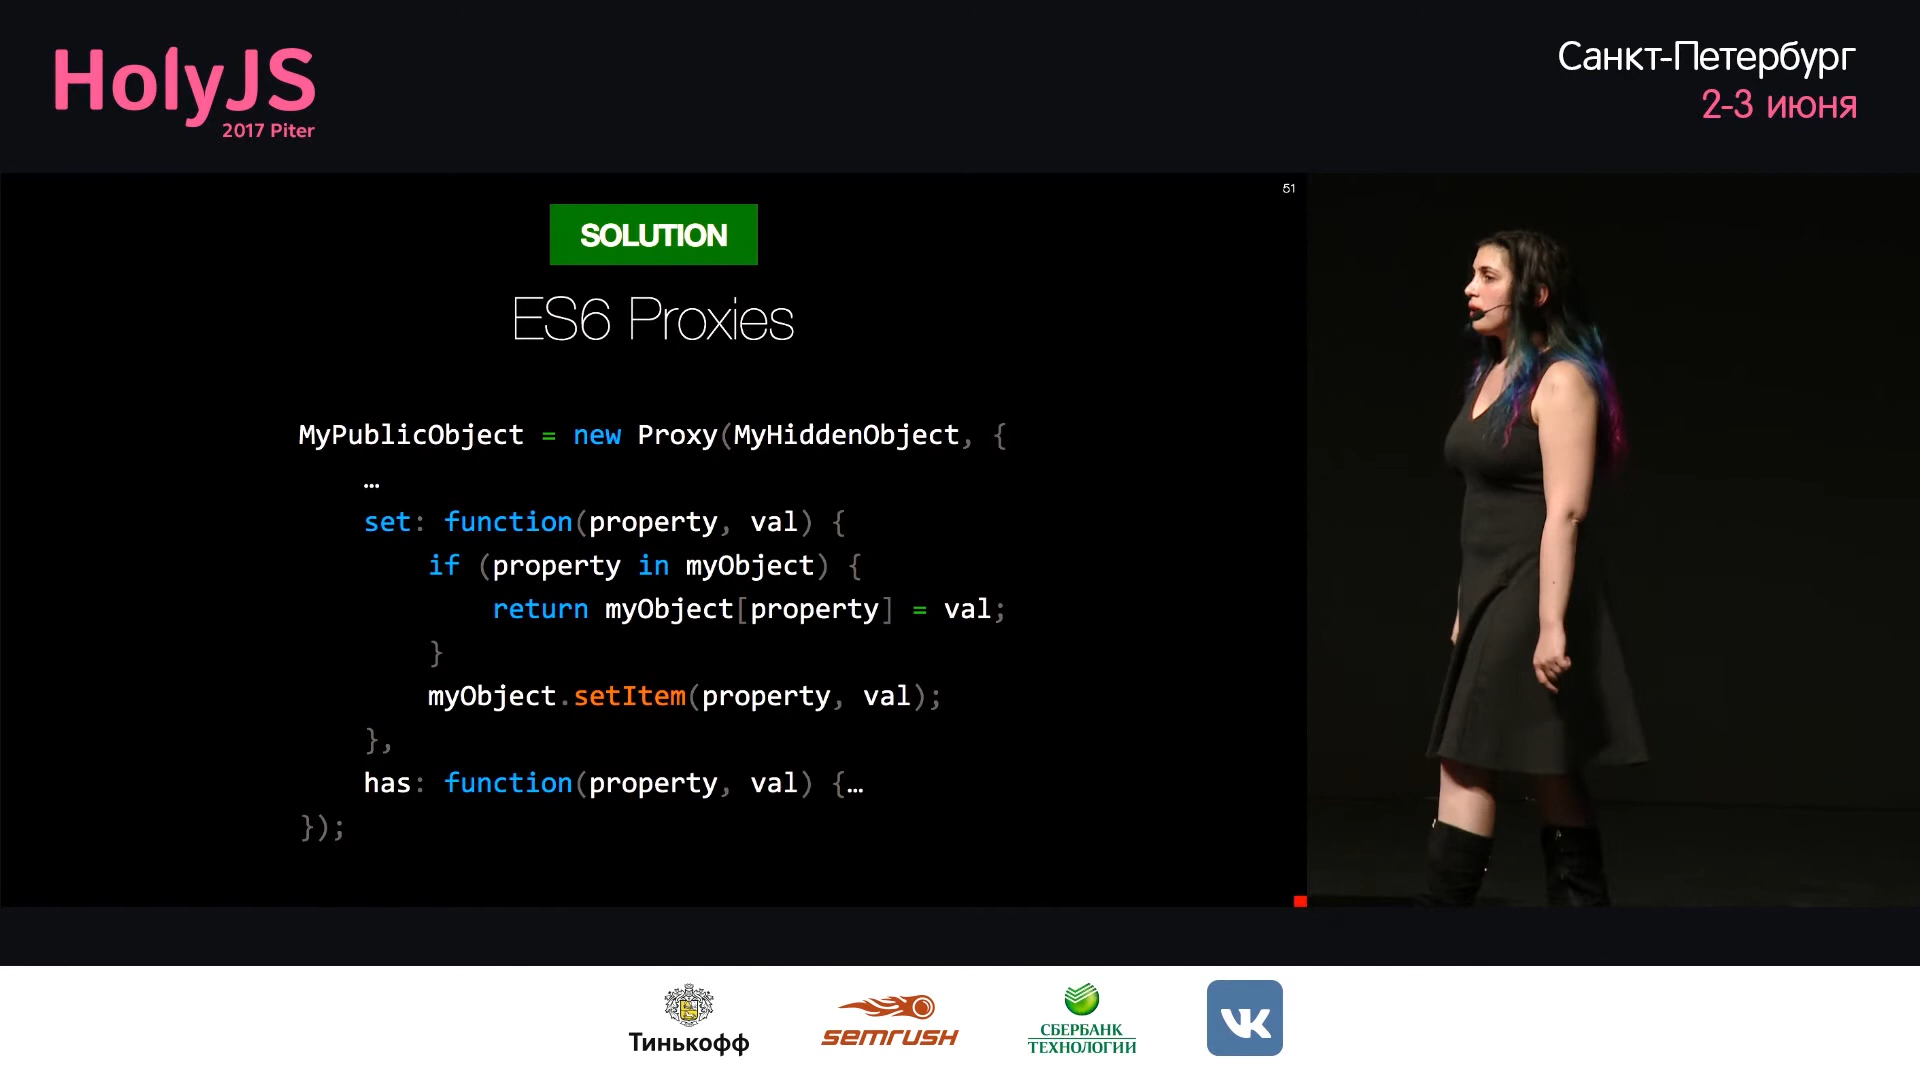 HolyJS
2017 Piter
Санкт-Петербург
2-3 июня
51
SOLUTION
ES6 Proxies
MyPublicObject = new Proxy(MyHiddenObject, {
…
set: function(property, val) {
if (property in myObject) {
return myObject[property] = val;
}
myObject.setItem(property, val);
},
has: function(property, val) {…
});
Тинькофф
semrush
СБЕРБАНК
ТЕХНОЛОГИИ
VK